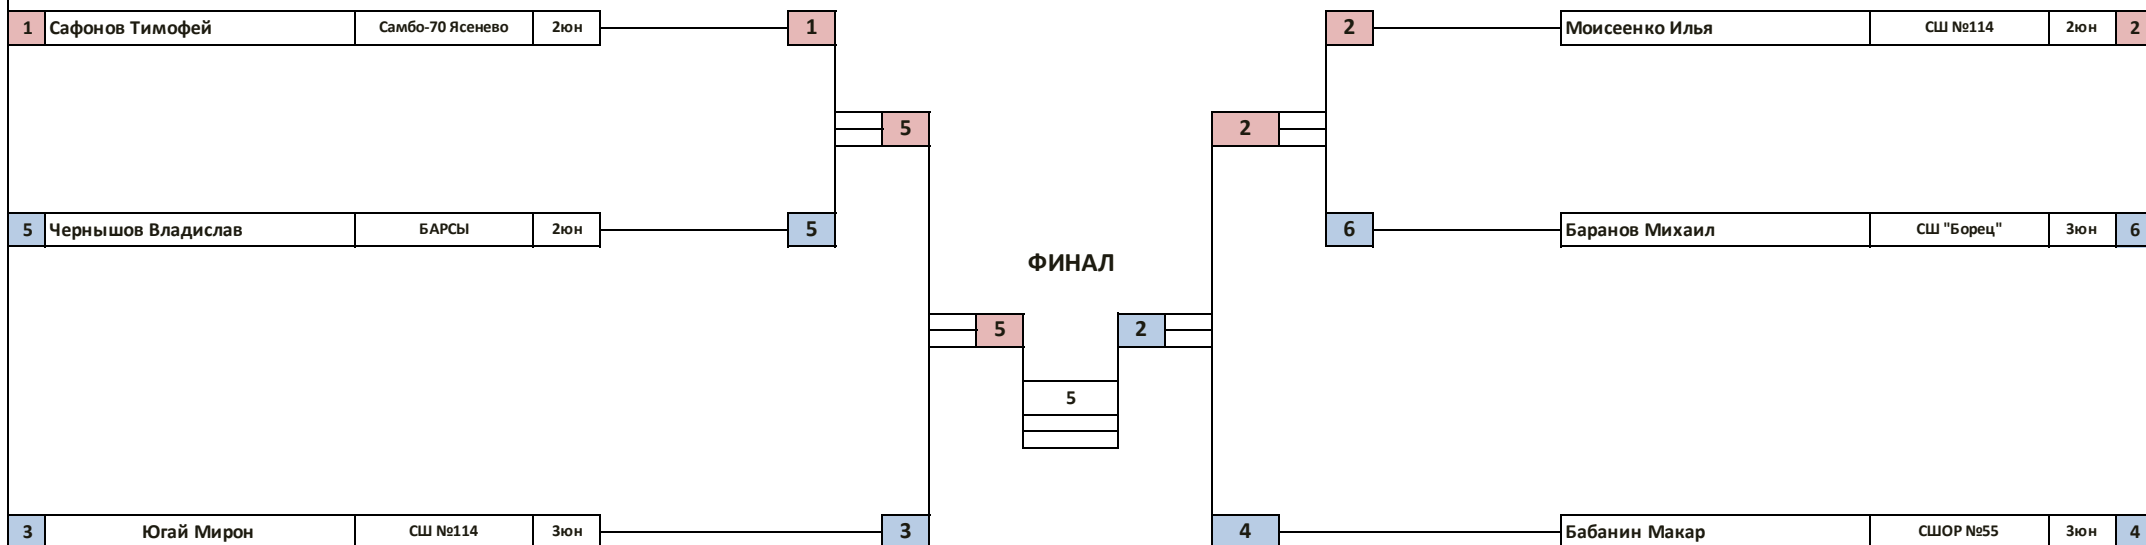 1 Сафонов Тимофей Самбо-70 Ясенево 2юн 1 2 Моисеенко Илья СШ №114 2юн 2
5 2
5 Чернышов Владислав БАРСЫ 2юн 5 6 Баранов Михаил СШ "Борец" 3юн 6
ФИНАЛ
5 2
5
3 Югай Мирон СШ №114 3юн 3 4 Бабанин Макар СШОР №55 3юн 4